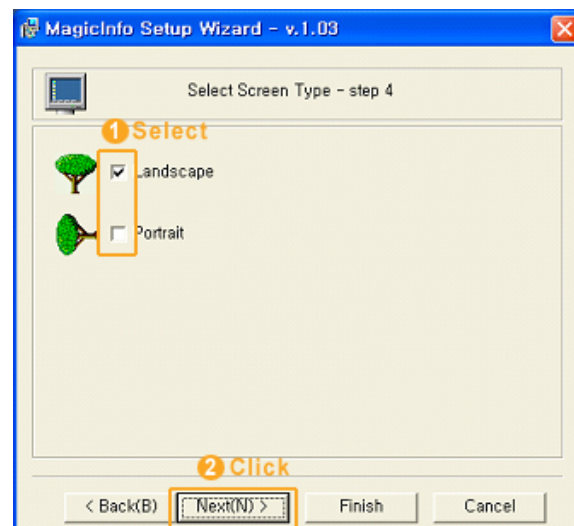 MagicInfo Setup Wizard - v.1.03
Select Screen Type - step 4
1 Select
Landscape
Portrait
2 Click
< Back(B) Next(N) > Finish Cancel